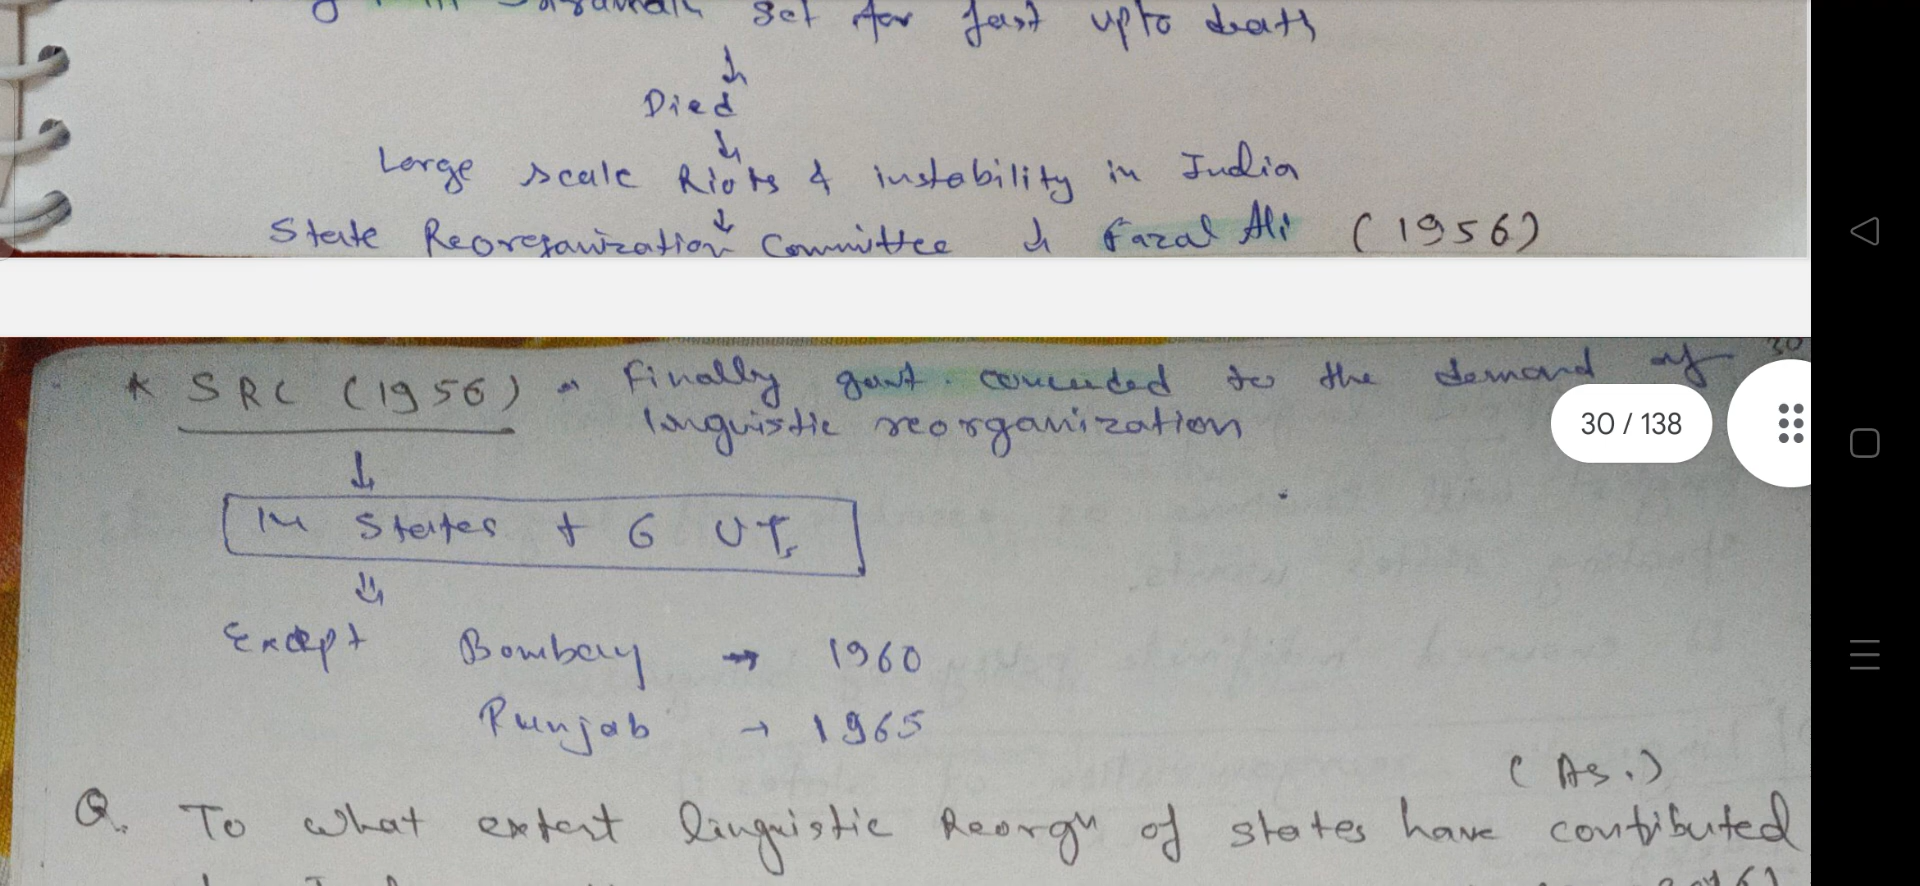 set for fast upto death
↓
Died
↓
Large scale Riots & instability in India
↓
State Reorganization Committee → Fazal Ali (1956)
30
* SRC (1956) → Finally govt. conceeded to the demand of
linguistic reorganization
30 / 138
↓
14 States + 6 UTs
⇓
Except Bombay → 1960
Punjab → 1965
(As.)
Q. To what extent linguistic Reorgn of states have contributed